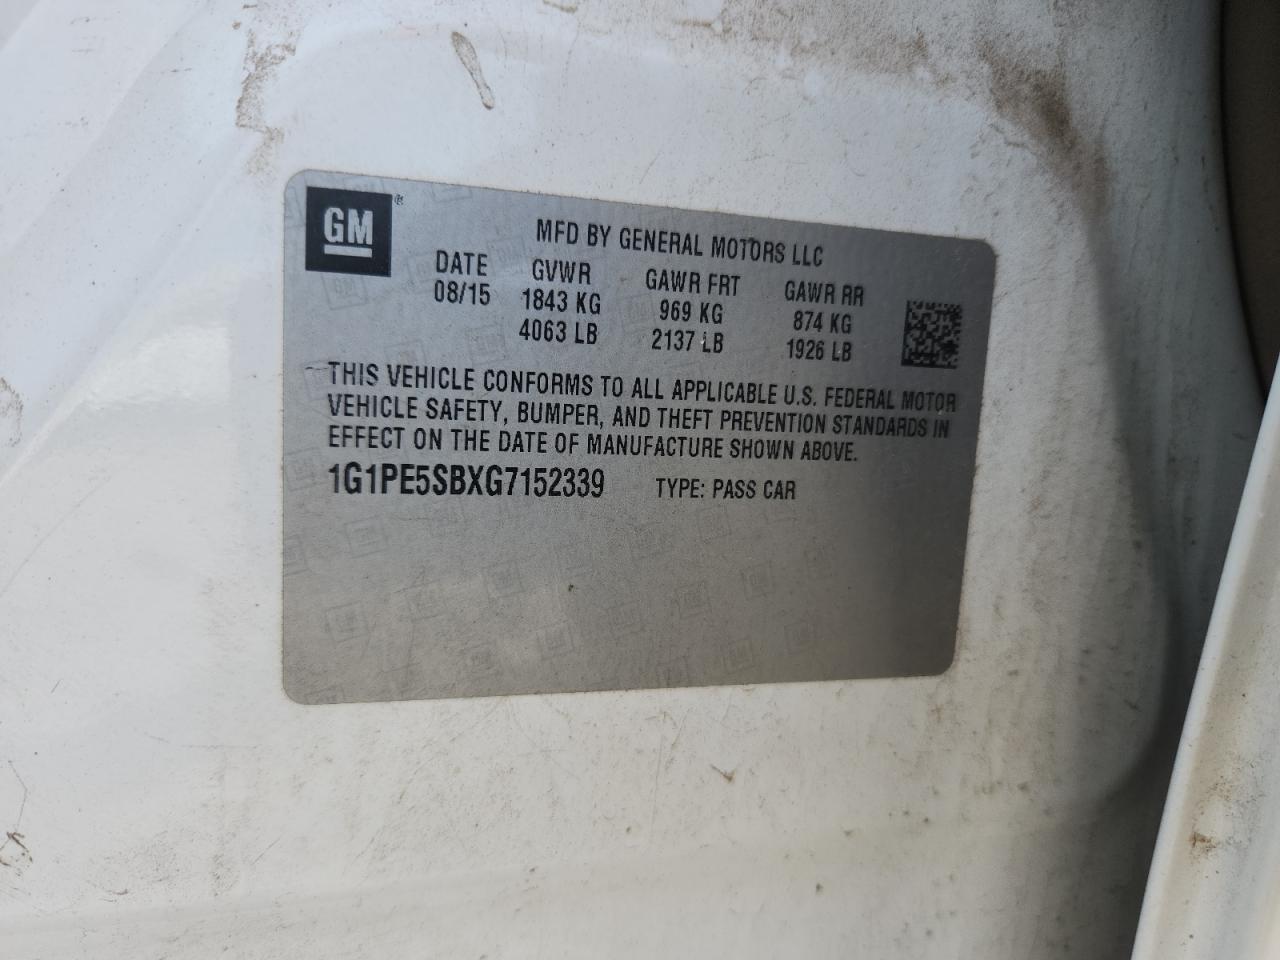 GM
MFD BY GENERAL MOTORS LLC
DATE GVWR GAWR FRT GAWR RR
08/15 1843 KG 969 KG 874 KG
4063 LB 2137 LB 1926 LB
THIS VEHICLE CONFORMS TO ALL APPLICABLE U.S. FEDERAL MOTOR
VEHICLE SAFETY, BUMPER, AND THEFT PREVENTION STANDARDS IN
EFFECT ON THE DATE OF MANUFACTURE SHOWN ABOVE.
1G1PE5SBXG7152339 TYPE: PASS CAR